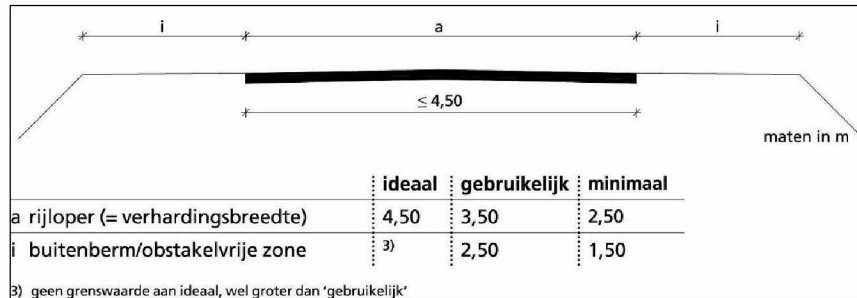 i a i
≤ 4,50
maten in m
ideaal gebruikelijk minimaal
a rijloper (= verhardingsbreedte) 4,50 3,50 2,50
i buitenberm/obstakelvrije zone 3) 2,50 1,50
3) geen grenswaarde aan ideaal, wel groter dan 'gebruikelijk'